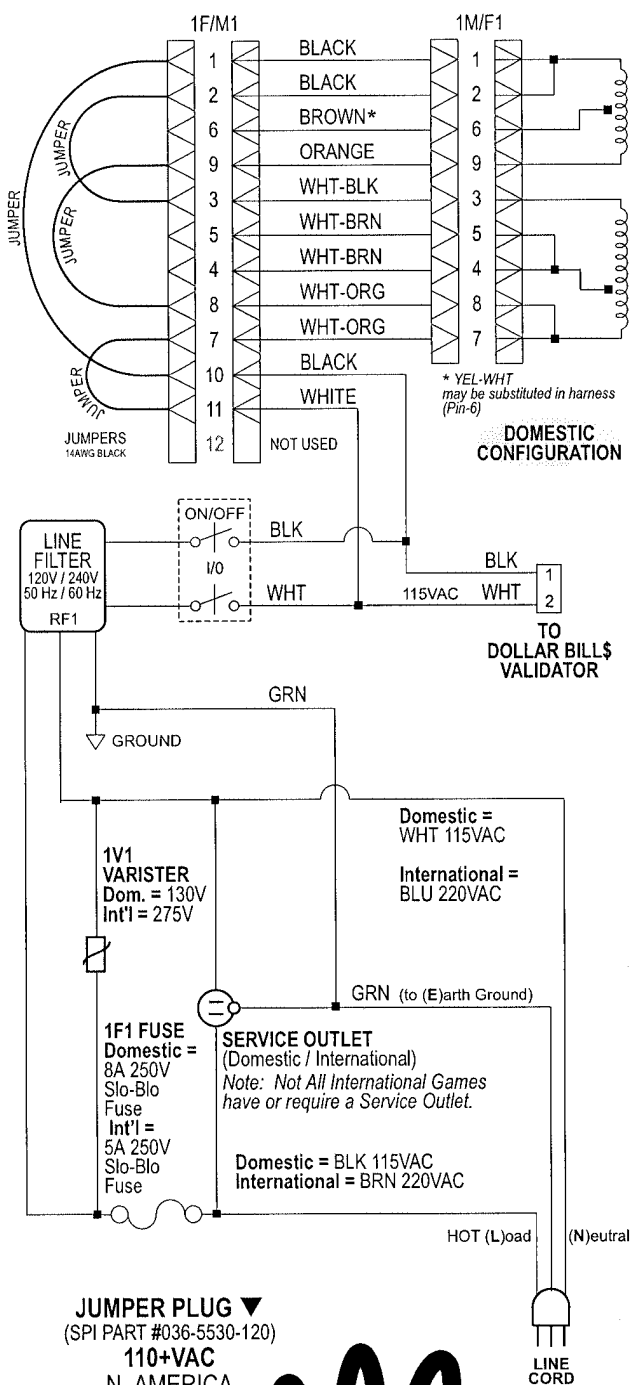 1F/M1
1M/F1
1 BLACK 1
2 BLACK 2
6 BROWN* 6
9 ORANGE 9
3 WHT-BLK 3
5 WHT-BRN 5
4 WHT-BRN 4
8 WHT-ORG 8
7 WHT-ORG 7
10 BLACK
11 WHITE
12 NOT USED
JUMPER
JUMPER
JUMPER
JUMPER
JUMPERS
14AWG BLACK
* YEL-WHT
may be substituted in harness
(Pin-6)
DOMESTIC
CONFIGURATION
LINE
FILTER
120V / 240V
50 Hz / 60 Hz
RF1
ON/OFF
I/0
BLK
WHT
115VAC
BLK 1
WHT 2
TO
DOLLAR BILL$
VALIDATOR
GRN
GROUND
Domestic =
WHT 115VAC
International =
BLU 220VAC
1V1
VARISTER
Dom. = 130V
Int'l = 275V
GRN (to (E)arth Ground)
1F1 FUSE
Domestic =
8A 250V
Slo-Blo
Fuse
Int'l =
5A 250V
Slo-Blo
Fuse
SERVICE OUTLET
(Domestic / International)
Note: Not All International Games
have or require a Service Outlet.
Domestic = BLK 115VAC
International = BRN 220VAC
HOT (L)oad
(N)eutral
LINE
CORD
JUMPER PLUG ▼
(SPI PART #036-5530-120)
110+VAC
N. AMERICA